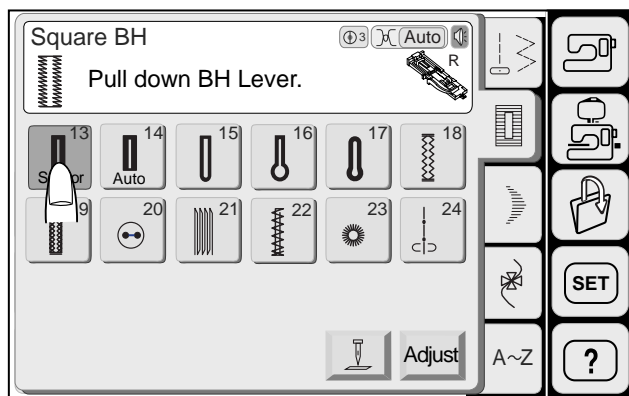 Square BH
3 Auto
R
Pull down BH Lever.
13 14 15 16 17 18
Auto
20 21 22 23 24
SET
Adjust
A~Z
?